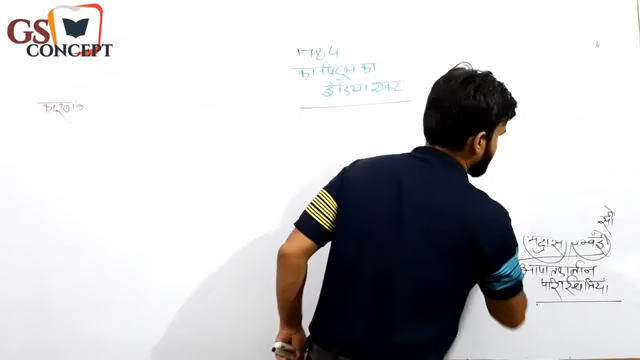 GS
CONCEPT
1784
का पिट्स का
इंडिया एक्ट
कारण
(मद्रास बम्बई)
आपातकालीन
परिस्थितियां